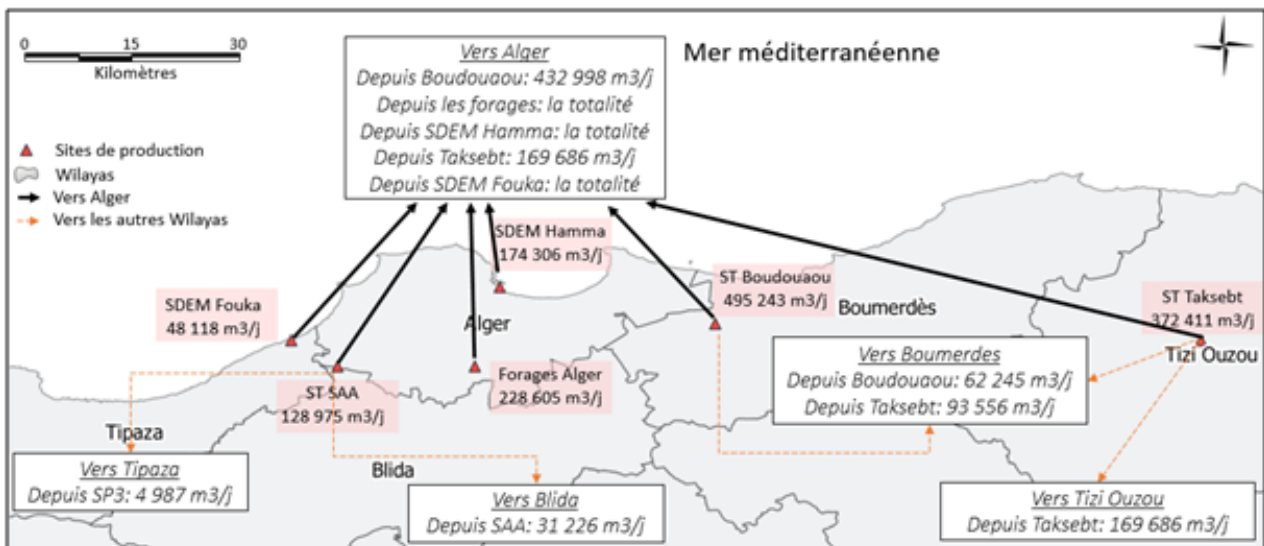 0 15 30
Kilomètres
Mer méditerranéenne
Vers Alger
Depuis Boudouaou: 432 998 m3/j
Depuis les forages: la totalité
Depuis SDEM Hamma: la totalité
Depuis Taksebt: 169 686 m3/j
Depuis SDEM Fouka: la totalité
Sites de production
Wilayas
Vers Alger
Vers les autres Wilayas
SDEM Hamma
174 306 m3/j
ST Boudouaou
495 243 m3/j
Boumerdès
ST Taksebt
372 411 m3/j
Tizi Ouzou
SDEM Fouka
48 118 m3/j
Alger
ST SAA
128 975 m3/j
Forages Alger
228 605 m3/j
Vers Boumerdes
Depuis Boudouaou: 62 245 m3/j
Depuis Taksebt: 93 556 m3/j
Tipaza
Vers Tipaza
Depuis SP3: 4 987 m3/j
Blida
Vers Blida
Depuis SAA: 31 226 m3/j
Vers Tizi Ouzou
Depuis Taksebt: 169 686 m3/j